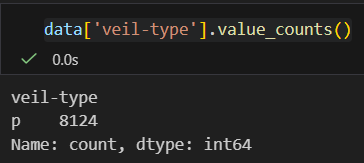 data['veil-type'].value_counts()
0.0s
veil-type
p    8124
Name: count, dtype: int64